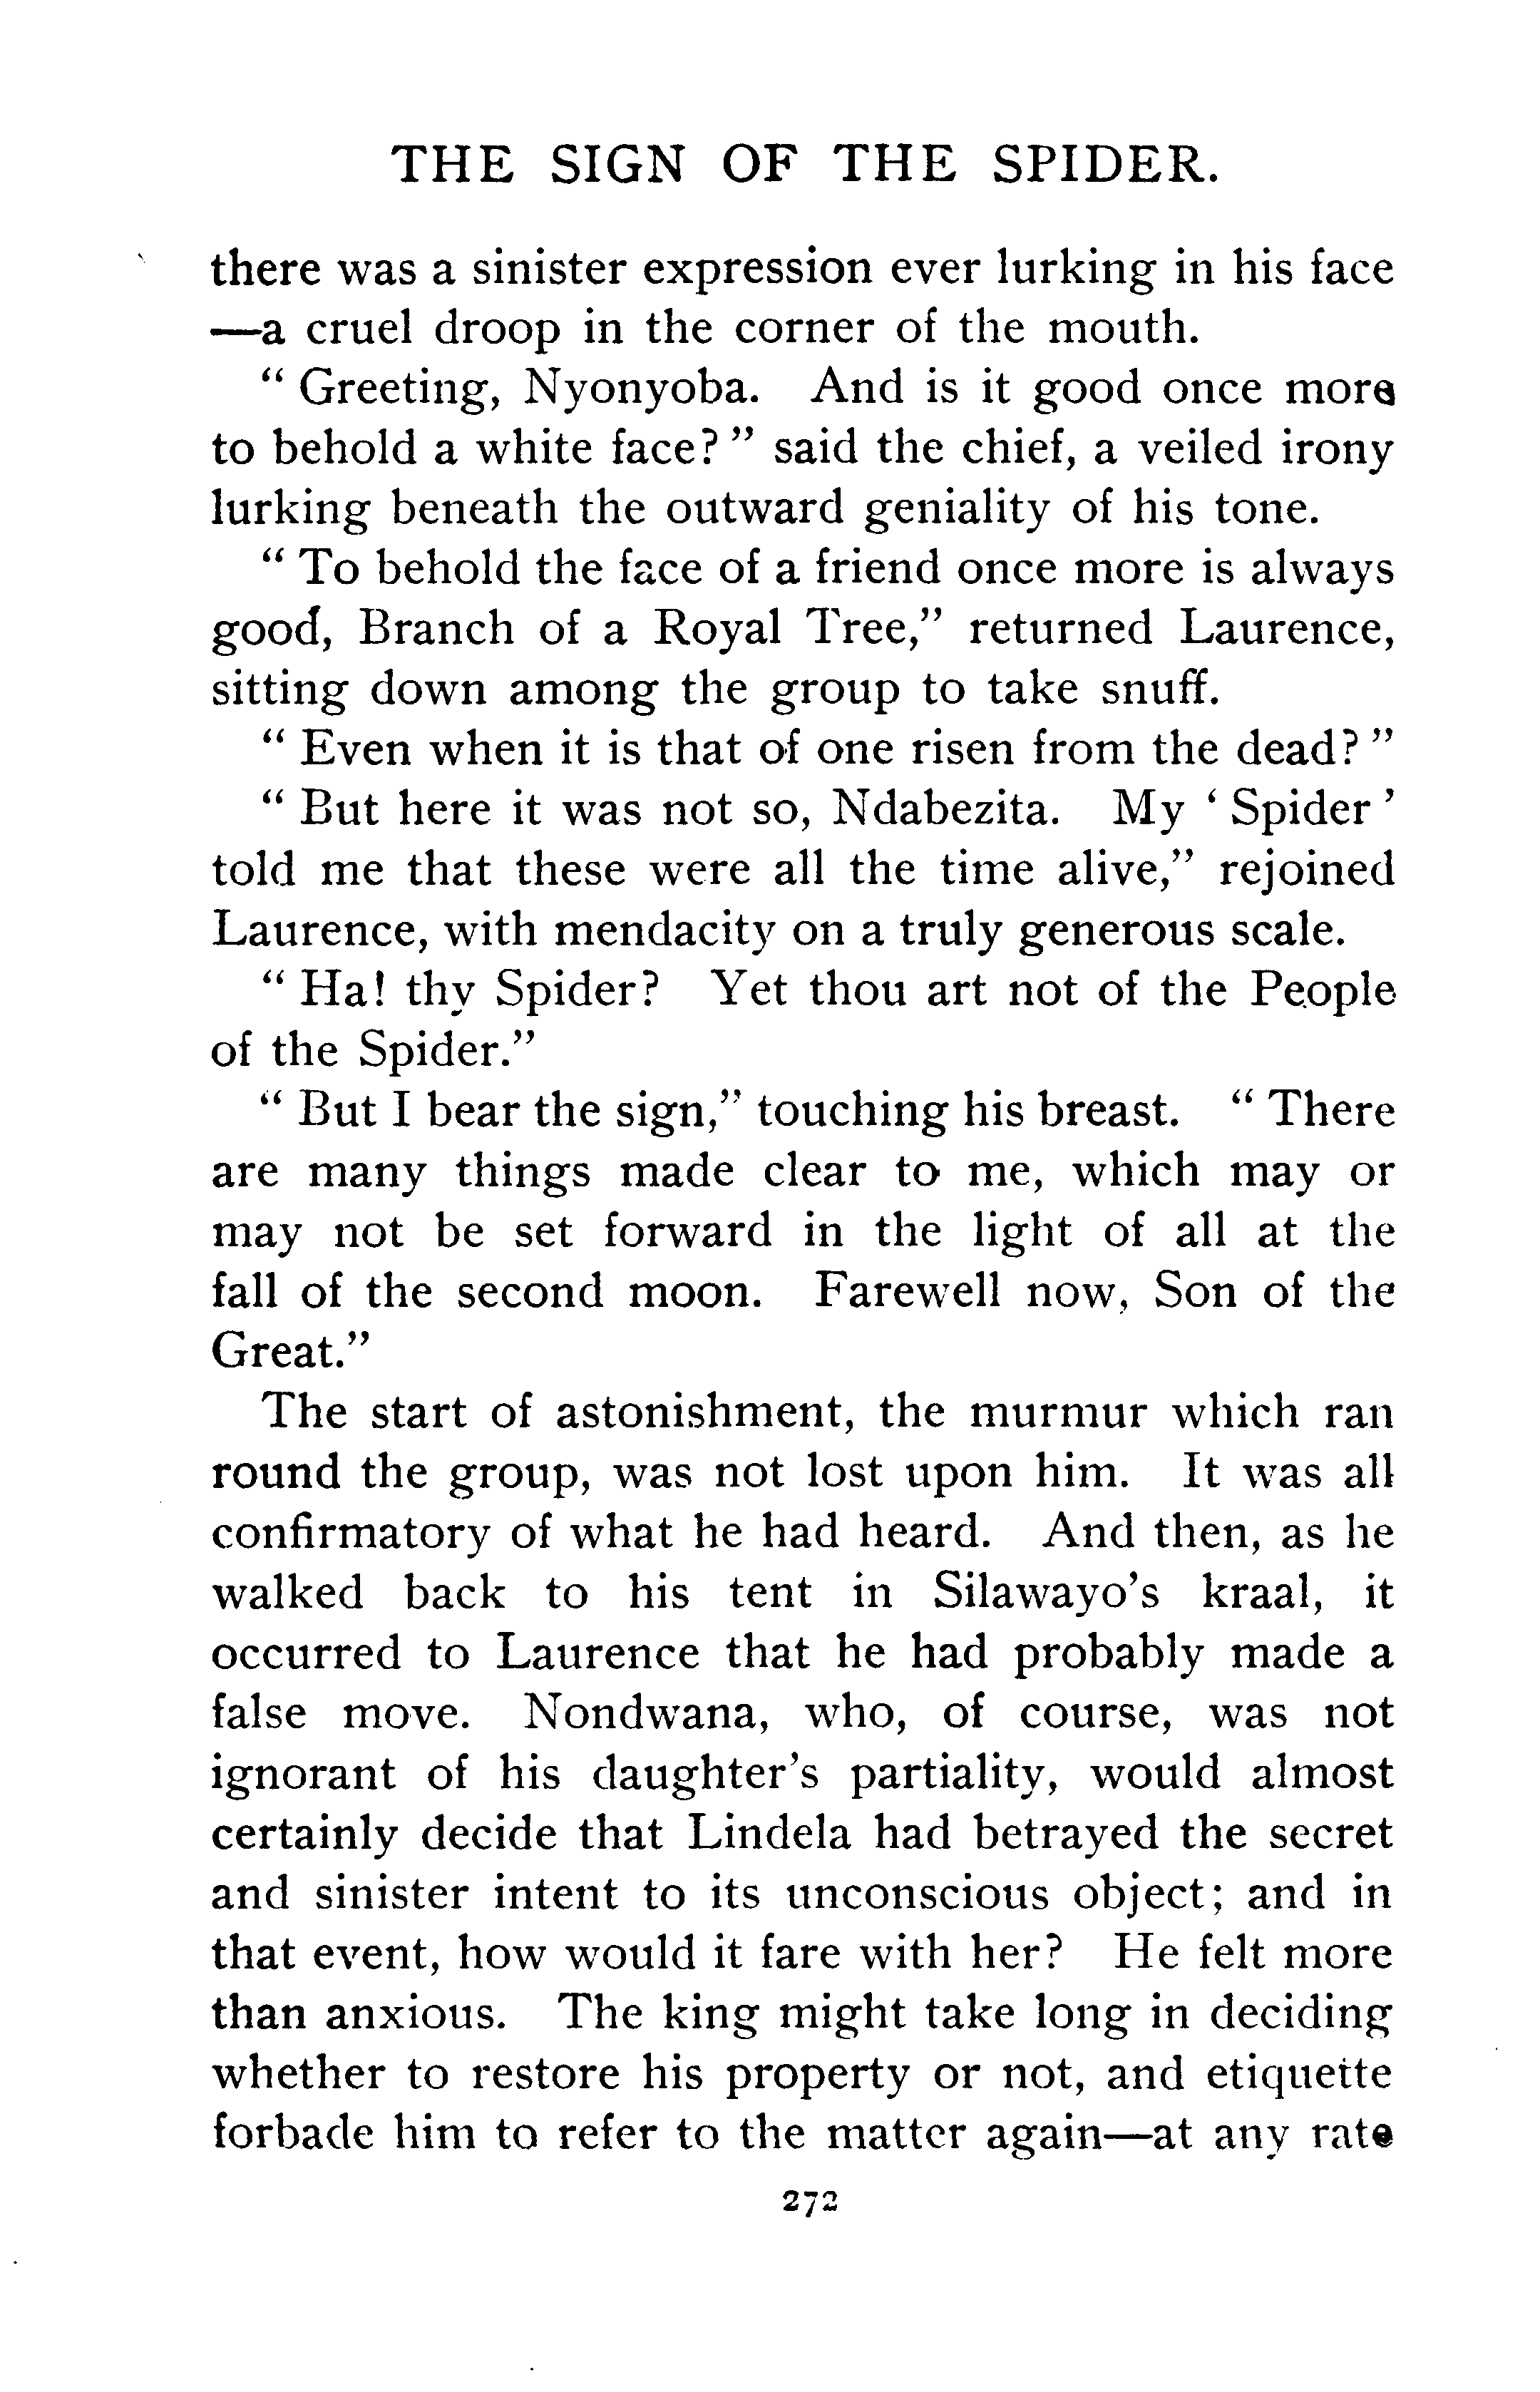 THE SIGN OF THE SPIDER.
there was a sinister expression ever lurking in his face
—a cruel droop in the corner of the mouth.
“ Greeting, Nyonyoba. And is it good once more
to behold a white face? ” said the chief, a veiled irony
lurking beneath the outward geniality of his tone.
“ To behold the face of a friend once more is always
good, Branch of a Royal Tree,” returned Laurence,
sitting down among the group to take snuff.
“ Even when it is that of one risen from the dead? ”
“ But here it was not so, Ndabezita. My ‘ Spider ’
told me that these were all the time alive,” rejoined
Laurence, with mendacity on a truly generous scale.
“ Ha! thy Spider? Yet thou art not of the People
of the Spider.”
“ But I bear the sign,” touching his breast. “ There
are many things made clear to me, which may or
may not be set forward in the light of all at the
fall of the second moon. Farewell now, Son of the
Great.”
The start of astonishment, the murmur which ran
round the group, was not lost upon him. It was all
confirmatory of what he had heard. And then, as he
walked back to his tent in Silawayo’s kraal, it
occurred to Laurence that he had probably made a
false move. Nondwana, who, of course, was not
ignorant of his daughter’s partiality, would almost
certainly decide that Lindela had betrayed the secret
and sinister intent to its unconscious object; and in
that event, how would it fare with her? He felt more
than anxious. The king might take long in deciding
whether to restore his property or not, and etiquette
forbade him to refer to the matter again—at any rate
272